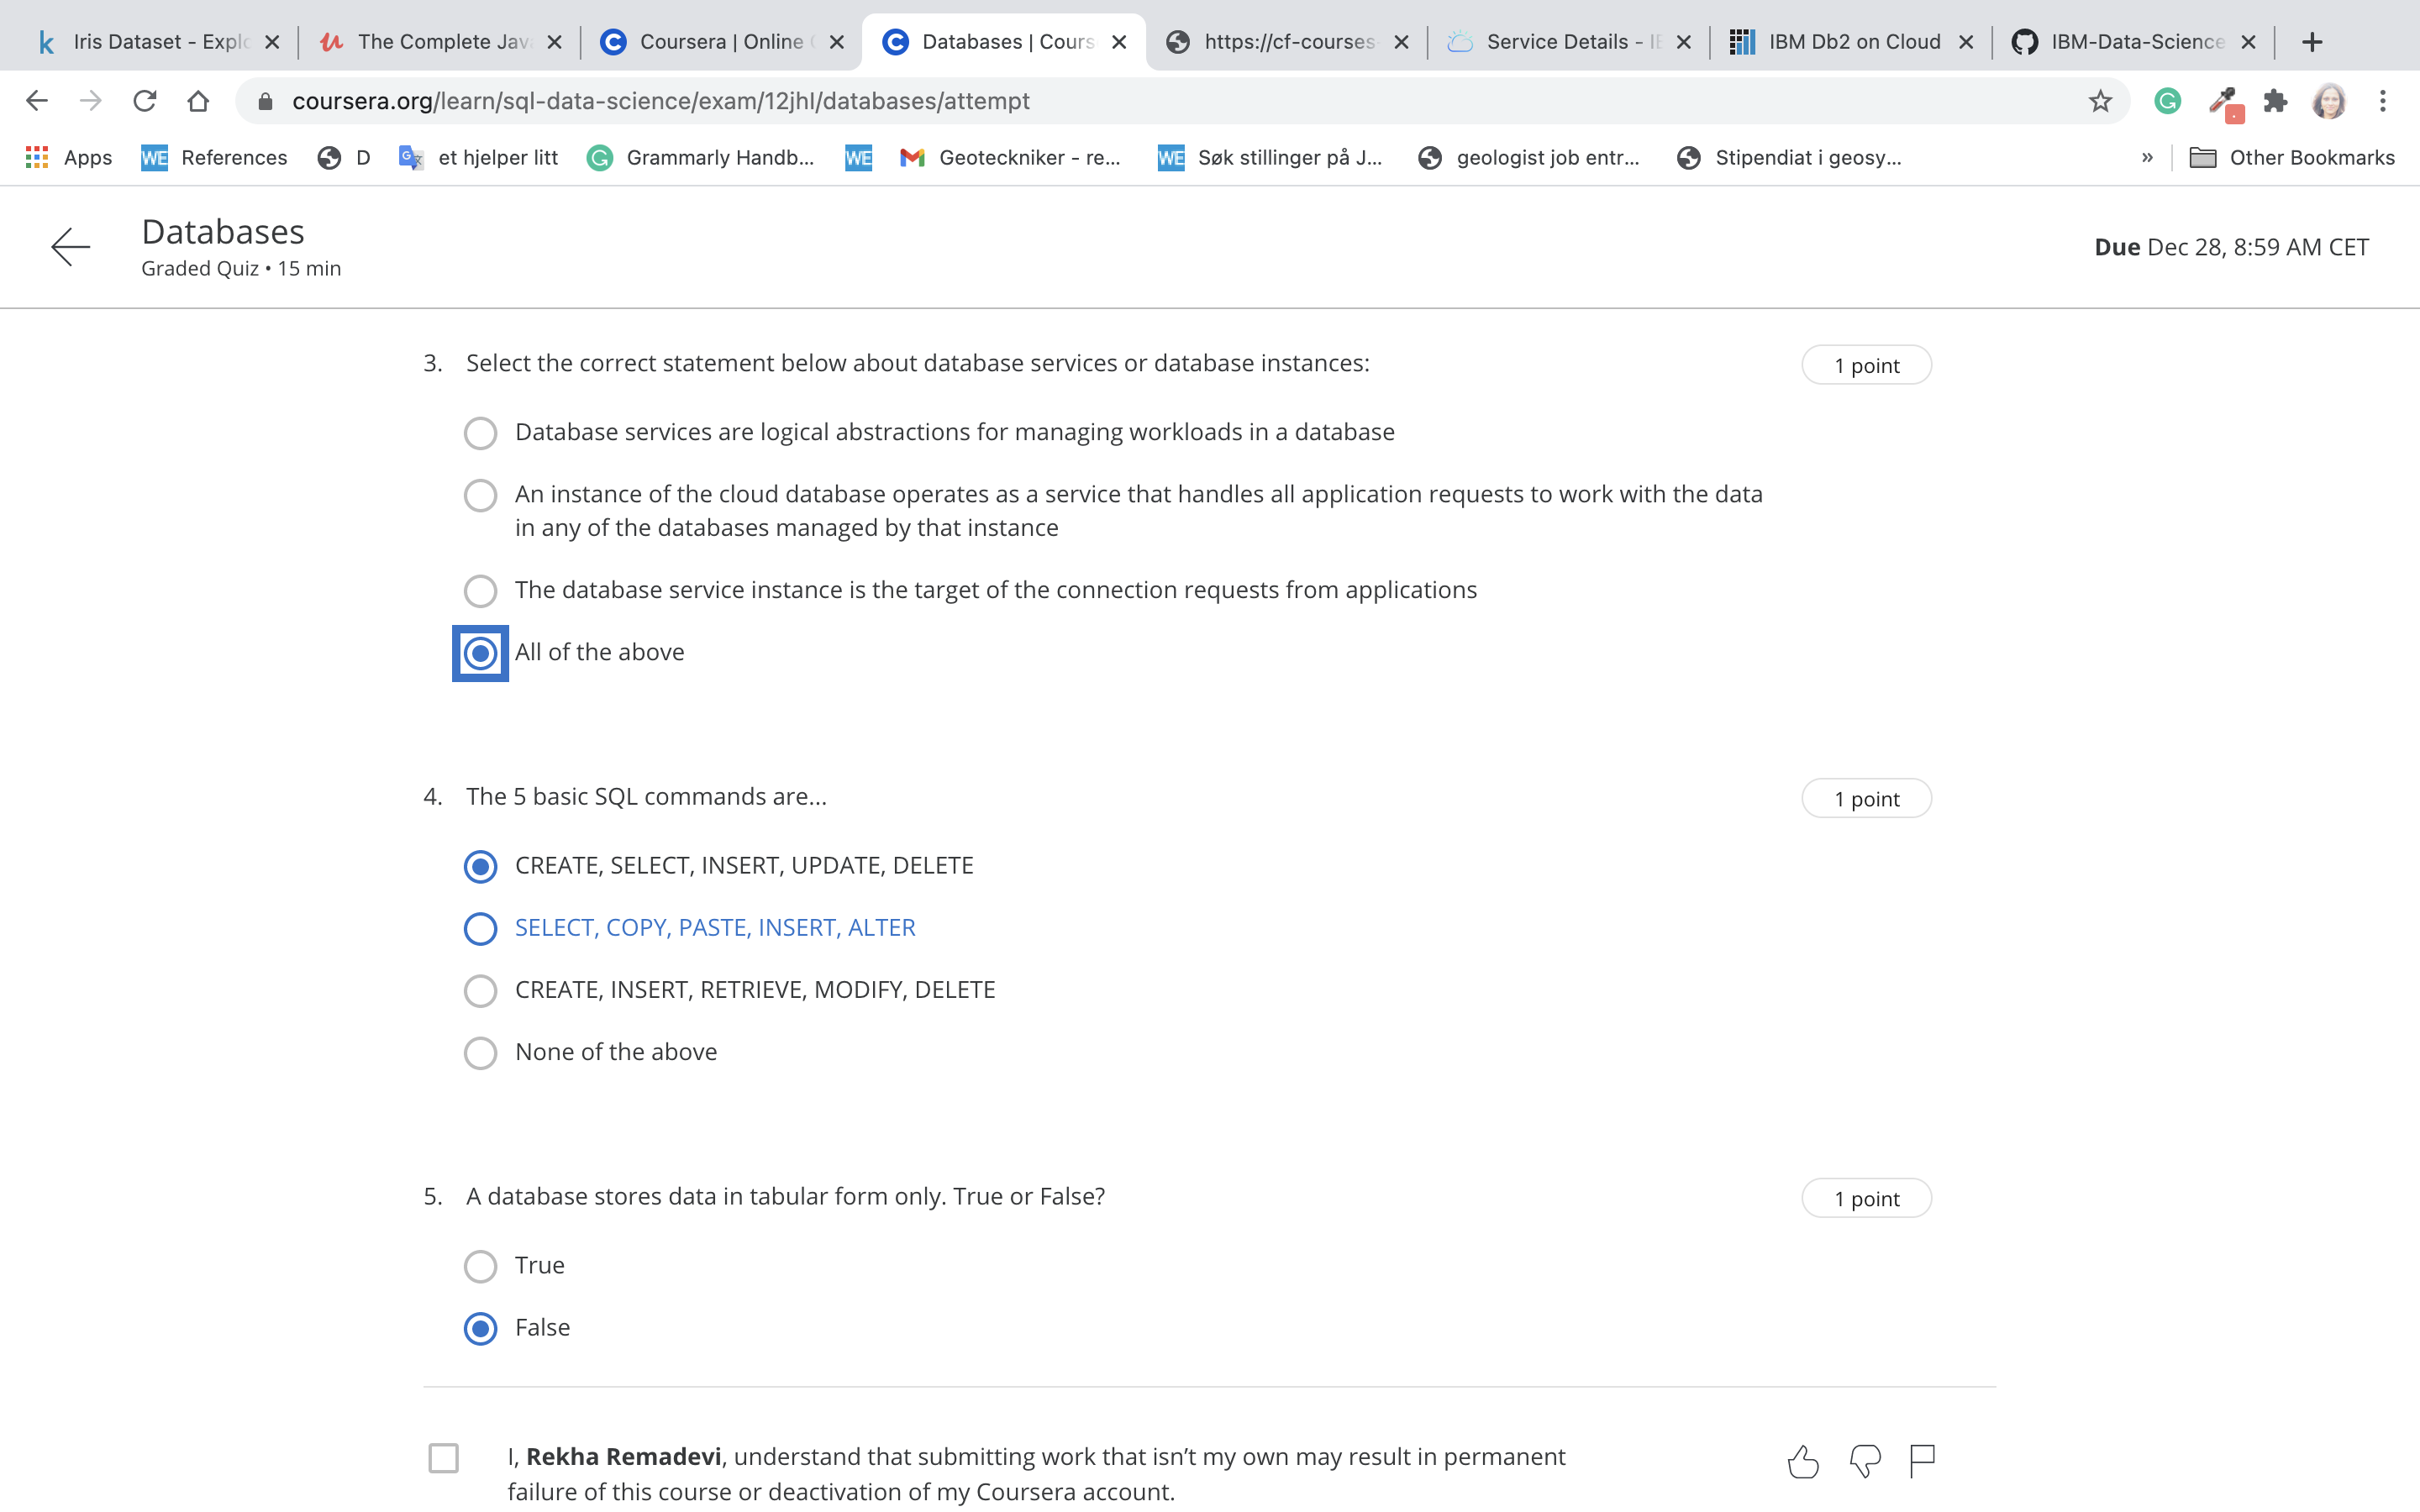 Iris Dataset - Explo
The Complete Jav
Coursera | Online C
Databases | Cours
https://cf-courses-
Service Details - IB
IBM Db2 on Cloud
IBM-Data-Science
coursera.org/learn/sql-data-science/exam/12jhl/databases/attempt
Apps
WE References
D
et hjelper litt
Grammarly Handb...
WE
Geoteckniker - re...
WE Søk stillinger på J...
geologist job entr...
Stipendiat i geosy...
»
Other Bookmarks
Databases
Graded Quiz • 15 min
Due Dec 28, 8:59 AM CET
3. Select the correct statement below about database services or database instances:
1 point
Database services are logical abstractions for managing workloads in a database
An instance of the cloud database operates as a service that handles all application requests to work with the data
in any of the databases managed by that instance
The database service instance is the target of the connection requests from applications
All of the above
4. The 5 basic SQL commands are...
1 point
CREATE, SELECT, INSERT, UPDATE, DELETE
SELECT, COPY, PASTE, INSERT, ALTER
CREATE, INSERT, RETRIEVE, MODIFY, DELETE
None of the above
5. A database stores data in tabular form only. True or False?
1 point
True
False
I, Rekha Remadevi, understand that submitting work that isn’t my own may result in permanent
failure of this course or deactivation of my Coursera account.